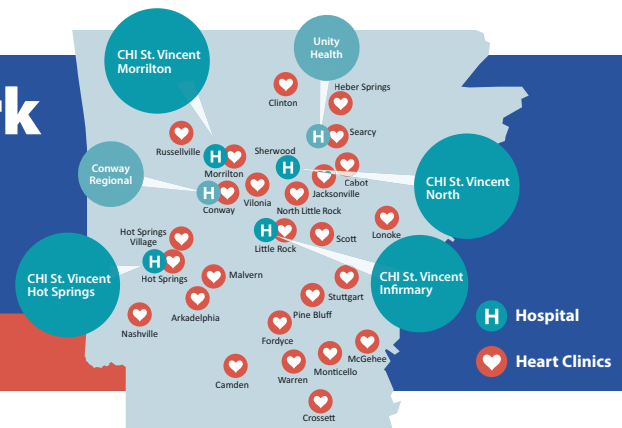 rk
CHI St. Vincent
Morrilton
Unity
Health
Clinton
Heber Springs
Russellville
H
Searcy
Sherwood
H
H
Morrilton
Cabot
Jacksonville
Conway
Regional
H
Conway
Vilonia
North Little Rock
CHI St. Vincent
North
Lonoke
Hot Springs
Village
H
Little Rock
Scott
H
Hot Springs
CHI St. Vincent
Hot Springs
Malvern
CHI St. Vincent
Infirmary
Arkadelphia
Stuttgart
Nashville
Pine Bluff
H Hospital
Fordyce
McGehee
Monticello
Heart Clinics
Warren
Camden
Crossett